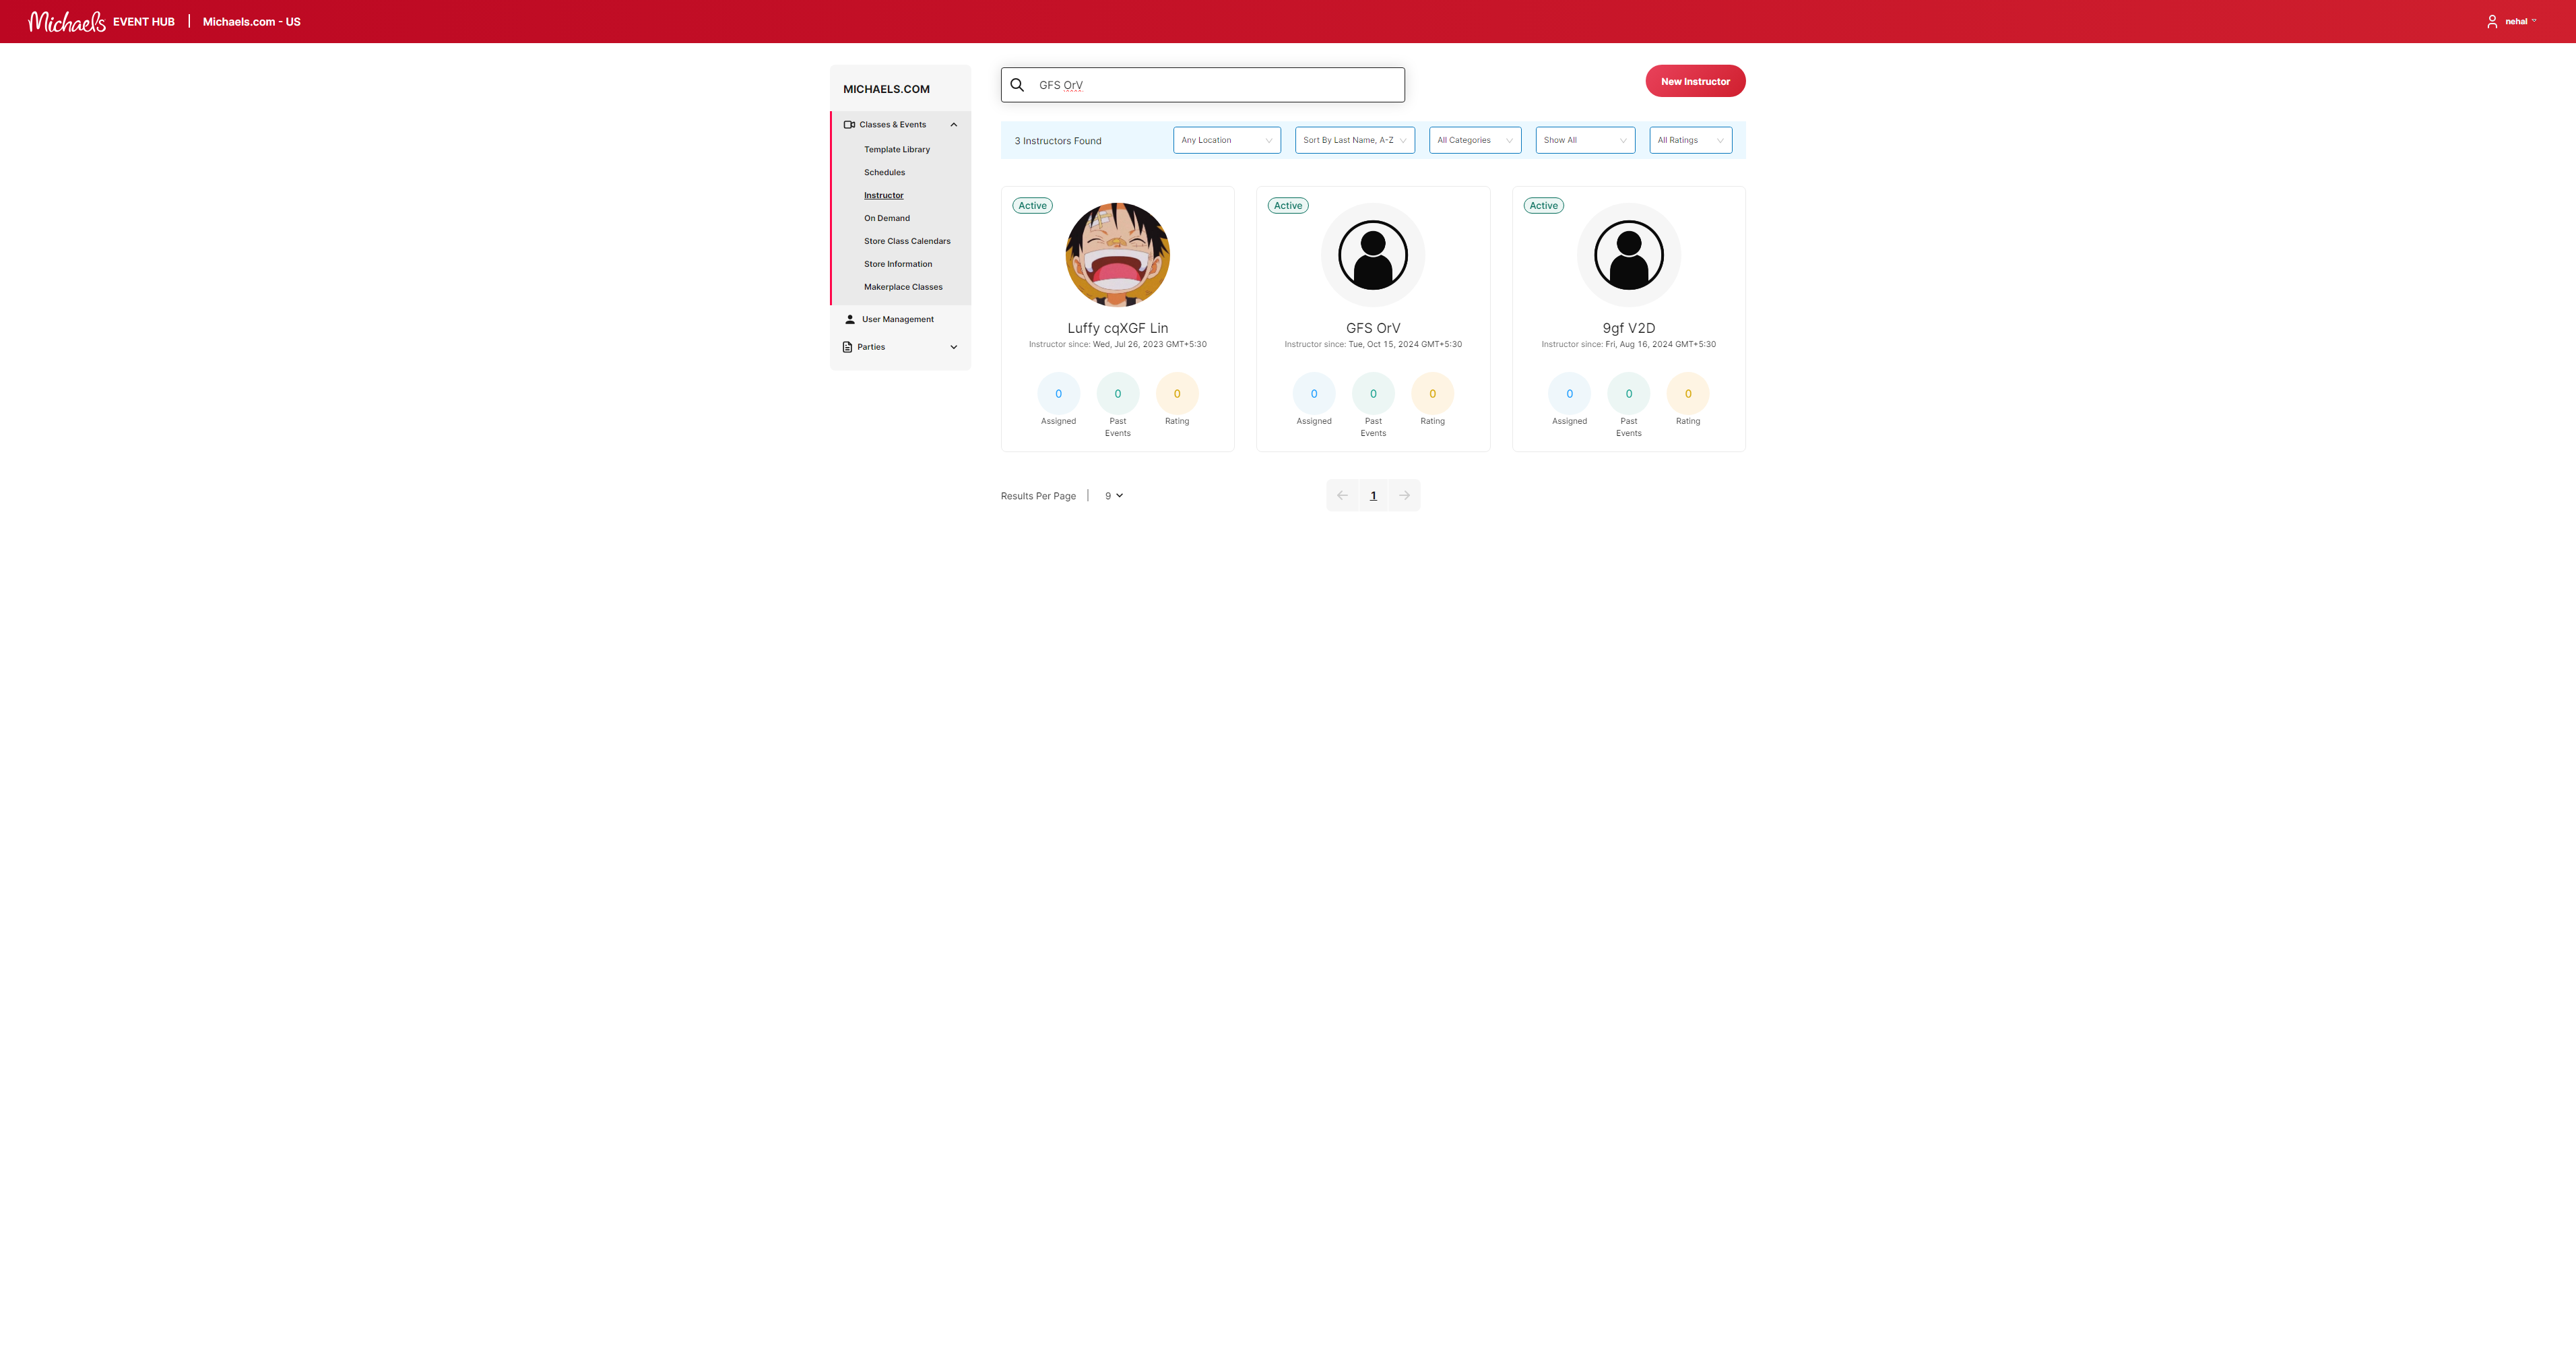 Michaels EVENT HUB | Michaels.com - US
nehal
MICHAELS.COM
Classes & Events
Template Library
Schedules
Instructor
On Demand
Store Class Calendars
Store Information
Makerplace Classes
User Management
Parties
GFS OrV
New Instructor
3 Instructors Found
Any Location
Sort By Last Name, A-Z
All Categories
Show All
All Ratings
Active
Luffy cqXGF Lin
Instructor since: Wed, Jul 26, 2023 GMT+5:30
0 0 0
Assigned Past Rating
Events
Active
GFS OrV
Instructor since: Tue, Oct 15, 2024 GMT+5:30
0 0 0
Assigned Past Rating
Events
Active
9gf V2D
Instructor since: Fri, Aug 16, 2024 GMT+5:30
0 0 0
Assigned Past Rating
Events
Results Per Page | 9
1